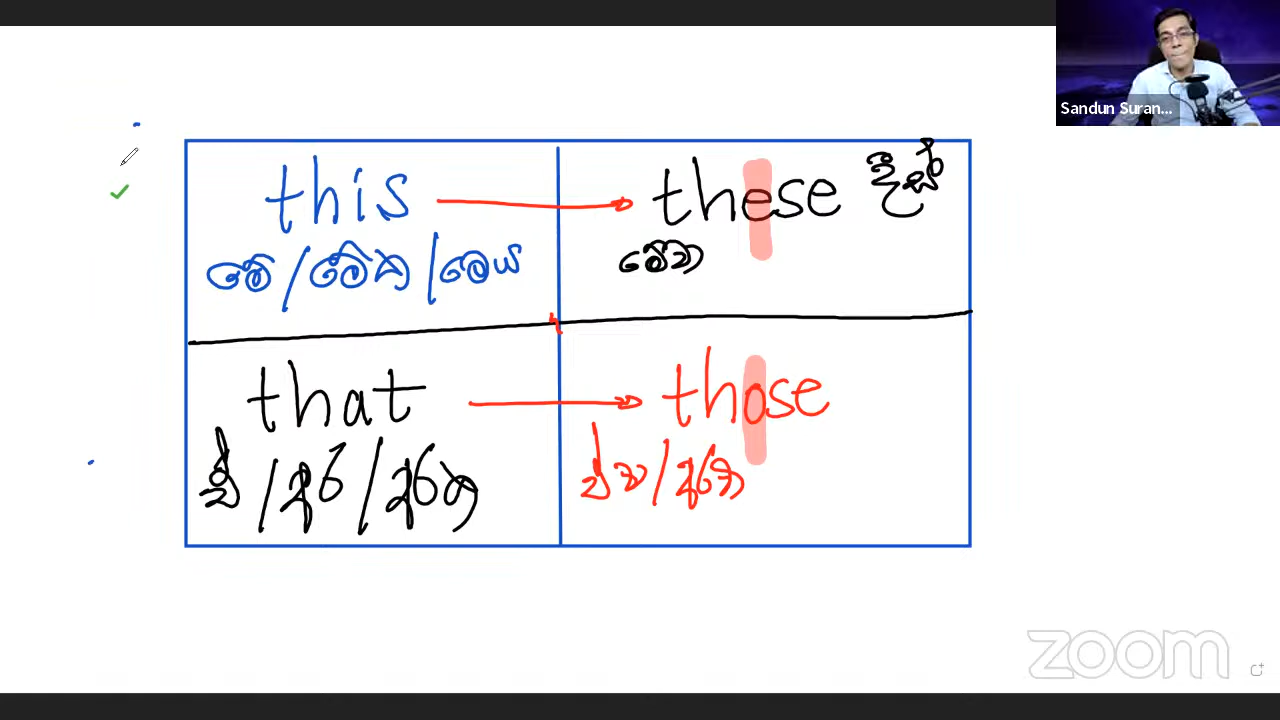 Sandun Suran...
this → these දීස්
මේ / මේක / මෙය
මේවා
that → those
ඒ / අර / අරක
ඒවා / අරවා
zoom